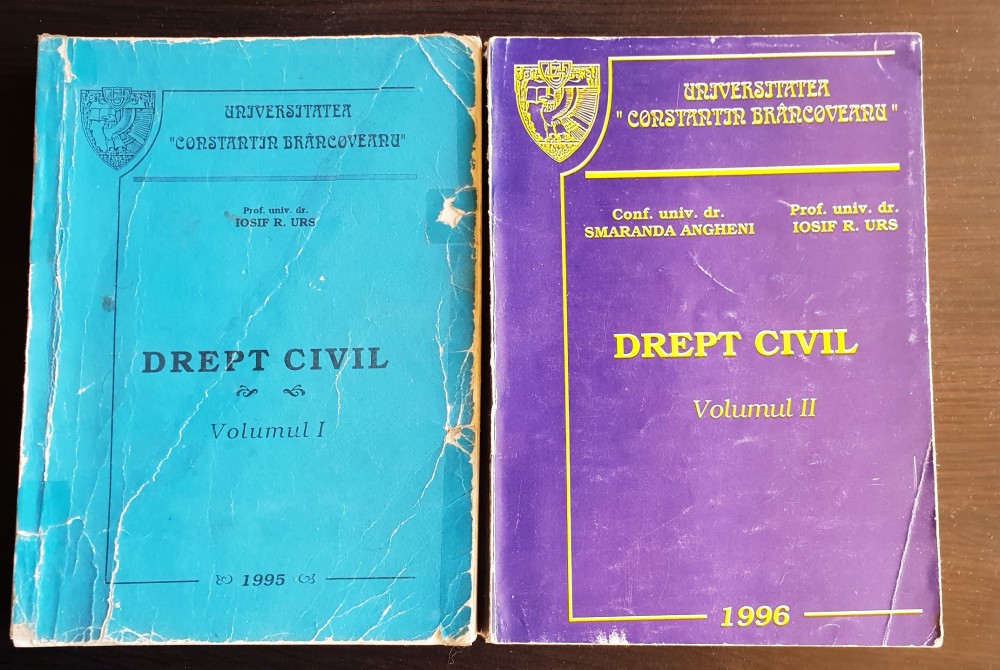 UNIVERSITATEA
"CONSTANTIN BRÂNCOVEANU"
Prof. univ. dr.
IOSIF R. URS
DREPT CIVIL
Volumul I
1995
UNIVERSITATEA
"CONSTANTIN BRÂNCOVEANU"
Conf. univ. dr.
SMARANDA ANGHENI
Prof. univ. dr.
IOSIF R. URS
DREPT CIVIL
Volumul II
1996